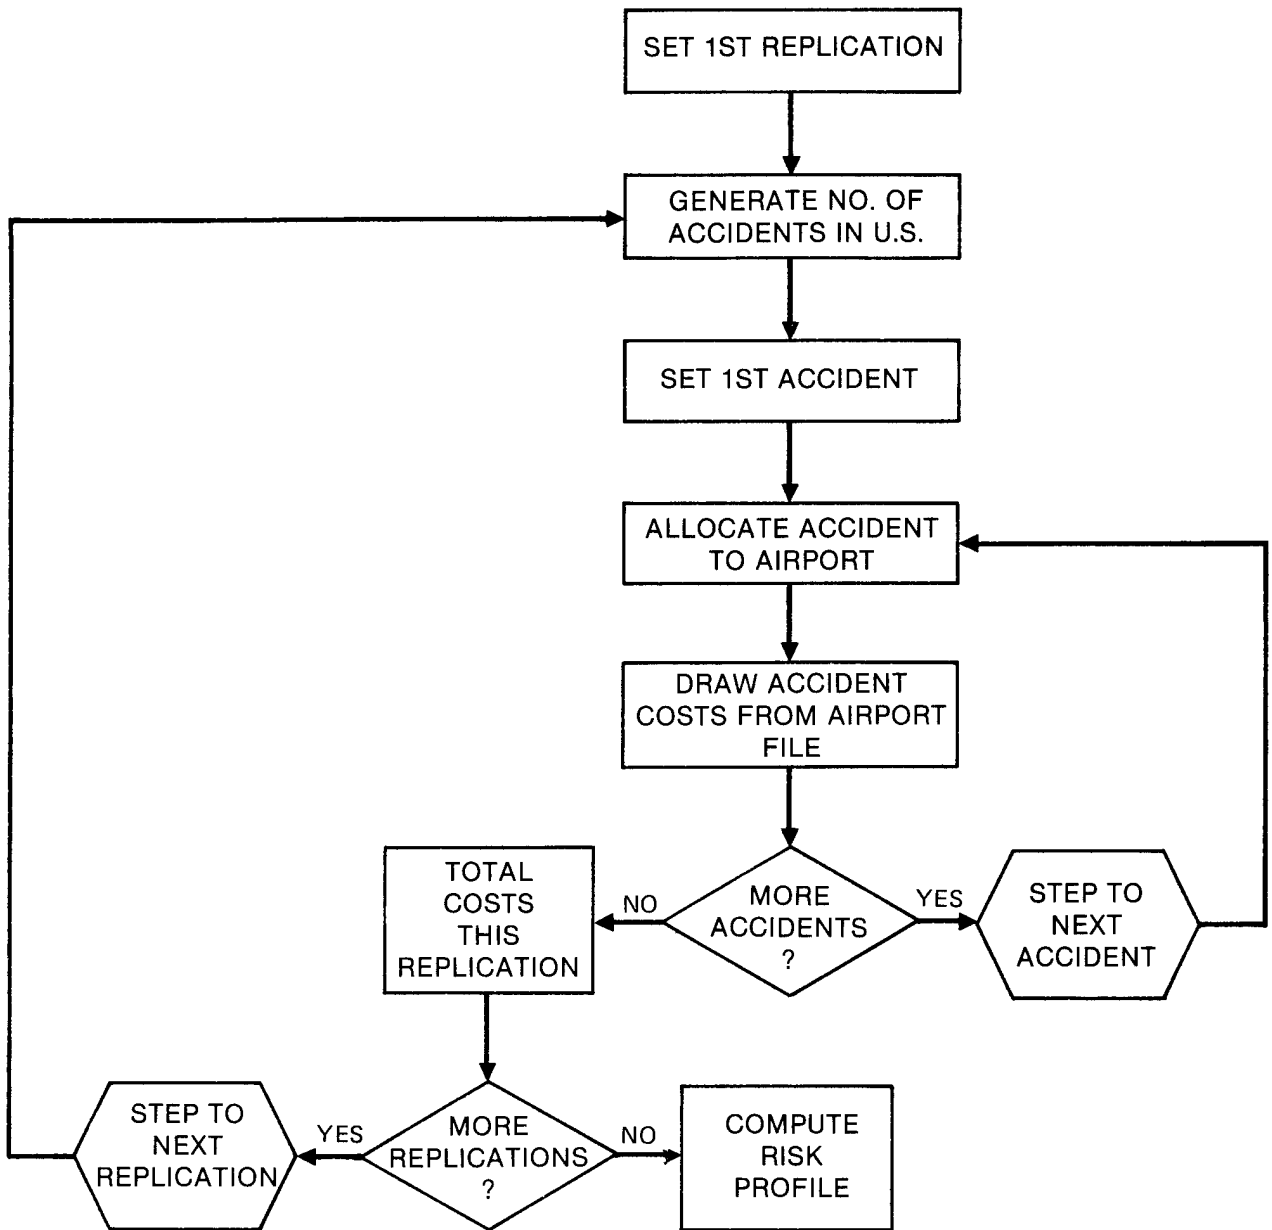 SET 1ST REPLICATION
GENERATE NO. OF
ACCIDENTS IN U.S.
SET 1ST ACCIDENT
ALLOCATE ACCIDENT
TO AIRPORT
DRAW ACCIDENT
COSTS FROM AIRPORT
FILE
MORE
ACCIDENTS
?
NO
YES
TOTAL
COSTS
THIS
REPLICATION
STEP TO
NEXT
ACCIDENT
MORE
REPLICATIONS
?
YES
NO
STEP TO
NEXT
REPLICATION
COMPUTE
RISK
PROFILE